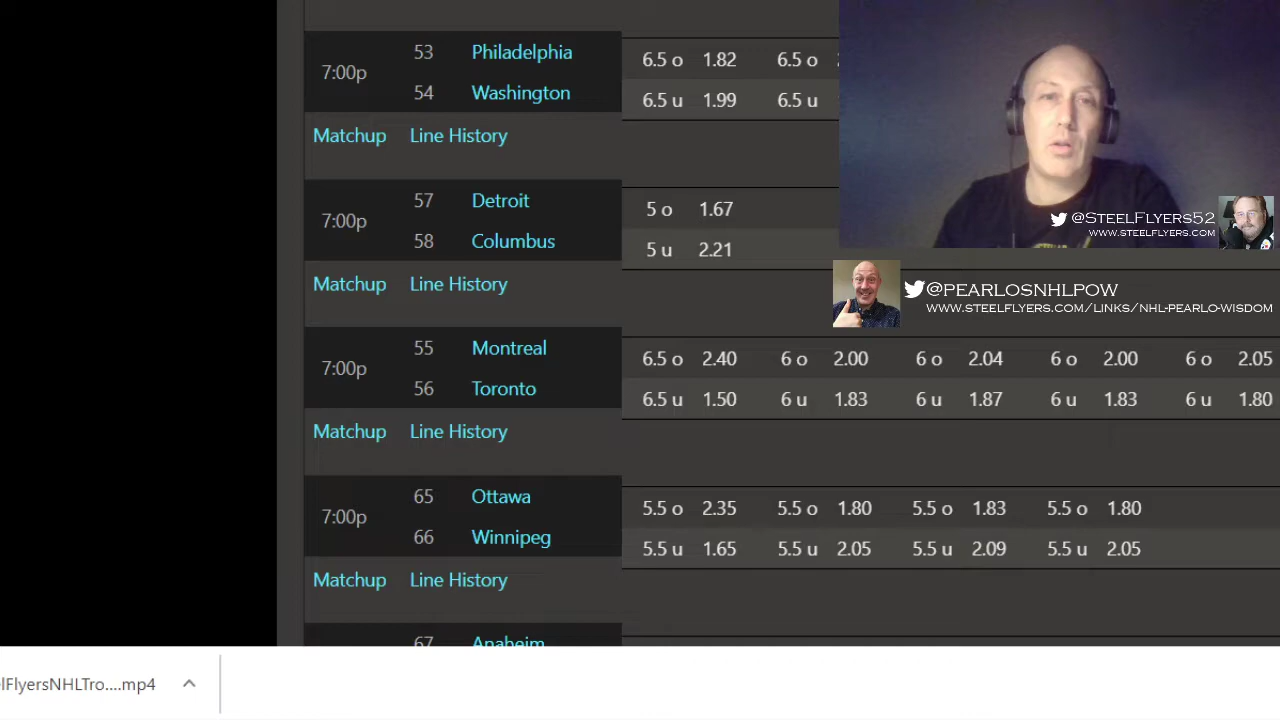 7:00p
53 Philadelphia
54 Washington
6.5 o 1.82 6.5 o
6.5 u 1.99 6.5 u
Matchup Line History
7:00p
57 Detroit
58 Columbus
5 o 1.67
5 u 2.21
Matchup Line History
7:00p
55 Montreal
56 Toronto
6.5 o 2.40 6 o 2.00 6 o 2.04 6 o 2.00 6 o 2.05
6.5 u 1.50 6 u 1.83 6 u 1.87 6 u 1.83 6 u 1.80
Matchup Line History
7:00p
65 Ottawa
66 Winnipeg
5.5 o 2.35 5.5 o 1.80 5.5 o 1.83 5.5 o 1.80
5.5 u 1.65 5.5 u 2.05 5.5 u 2.09 5.5 u 2.05
Matchup Line History
67 Anaheim
@SteelFlyers52
www.steelflyers.com
@PearlosNHLPOW
www.steelflyers.com/links/nhl-pearlo-wisdom
lFlyersNHLTro....mp4